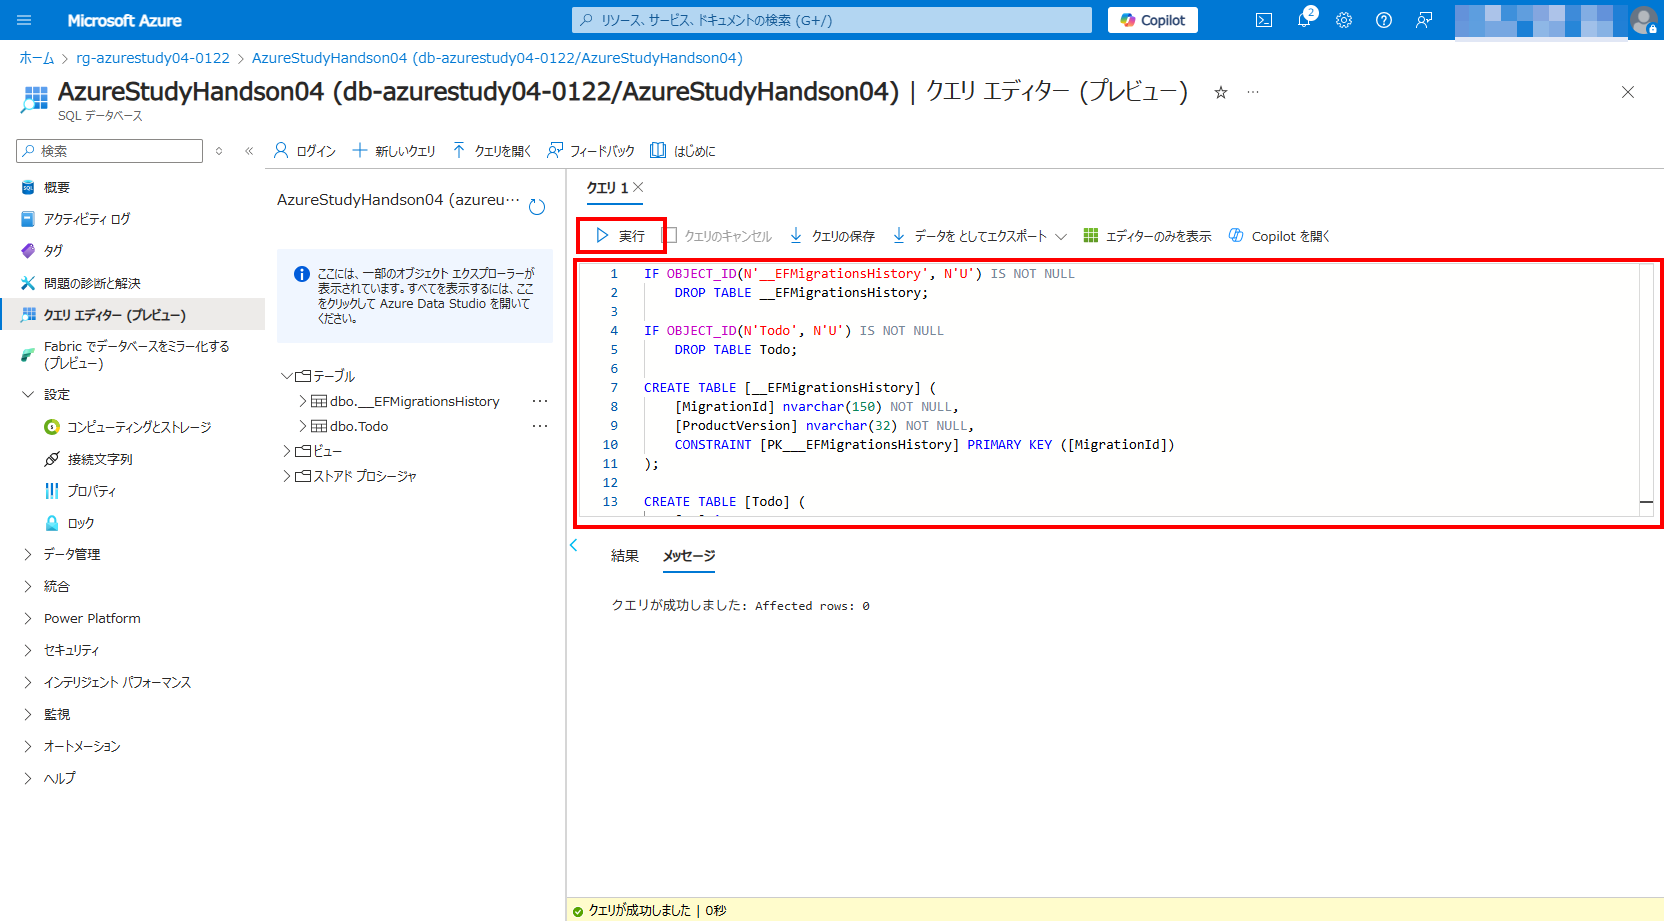 Microsoft Azure
リソース、サービス、ドキュメントの検索 (G+/)
Copilot
2
ホーム > rg-azurestudy04-0122 > AzureStudyHandson04 (db-azurestudy04-0122/AzureStudyHandson04)
AzureStudyHandson04 (db-azurestudy04-0122/AzureStudyHandson04) | クエリ エディター (プレビュー) ☆ …
SQL データベース
検索
概要
アクティビティ ログ
タグ
問題の診断と解決
クエリ エディター (プレビュー)
Fabric でデータベースをミラー化する
(プレビュー)
設定
コンピューティングとストレージ
接続文字列
プロパティ
ロック
データ管理
統合
Power Platform
セキュリティ
インテリジェント パフォーマンス
監視
オートメーション
ヘルプ
ログイン
新しいクエリ
クエリを開く
フィードバック
はじめに
AzureStudyHandson04 (azureu…
ここには、一部のオブジェクト エクスプローラーが
表示されています。すべてを表示するには、ここ
をクリックして Azure Data Studio を開いて
ください。
テーブル
dbo.__EFMigrationsHistory …
dbo.Todo …
ビュー
ストアド プロシージャ
クエリ 1
実行
クエリのキャンセル
クエリの保存
データを としてエクスポート
エディターのみを表示
Copilot を開く
1 IF OBJECT_ID(N'__EFMigrationsHistory', N'U') IS NOT NULL
2 DROP TABLE __EFMigrationsHistory;
3
4 IF OBJECT_ID(N'Todo', N'U') IS NOT NULL
5 DROP TABLE Todo;
6
7 CREATE TABLE [__EFMigrationsHistory] (
8 [MigrationId] nvarchar(150) NOT NULL,
9 [ProductVersion] nvarchar(32) NOT NULL,
10 CONSTRAINT [PK___EFMigrationsHistory] PRIMARY KEY ([MigrationId])
11 );
12
13 CREATE TABLE [Todo] (
結果
メッセージ
クエリが成功しました: Affected rows: 0
クエリが成功しました | 0秒